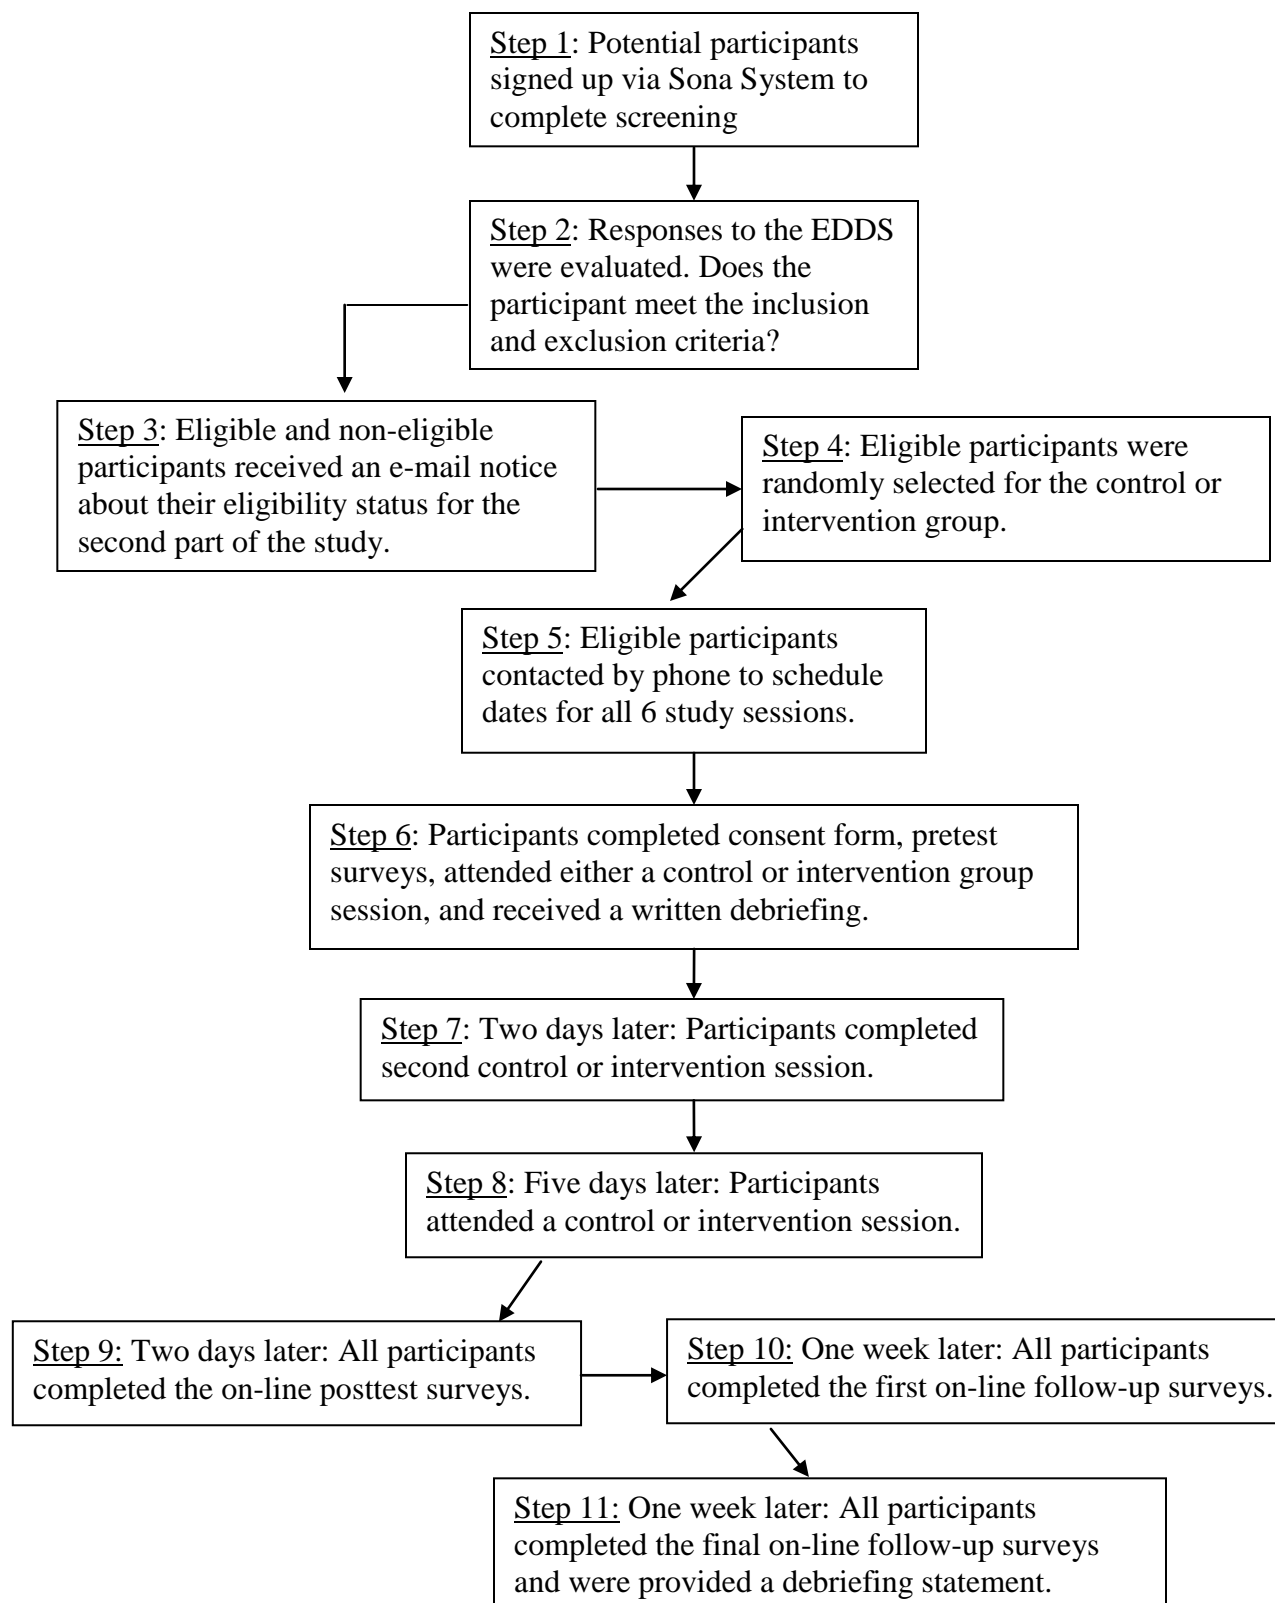 Step 1: Potential participants
signed up via Sona System to
complete screening
Step 2: Responses to the EDDS
were evaluated. Does the
participant meet the inclusion
and exclusion criteria?
Step 3: Eligible and non-eligible
participants received an e-mail notice
about their eligibility status for the
second part of the study.
Step 4: Eligible participants were
randomly selected for the control or
intervention group.
Step 5: Eligible participants
contacted by phone to schedule
dates for all 6 study sessions.
Step 6: Participants completed consent form, pretest
surveys, attended either a control or intervention group
session, and received a written debriefing.
Step 7: Two days later: Participants completed
second control or intervention session.
Step 8: Five days later: Participants
attended a control or intervention session.
Step 9: Two days later: All participants
completed the on-line posttest surveys.
Step 10: One week later: All participants
completed the first on-line follow-up surveys.
Step 11: One week later: All participants
completed the final on-line follow-up surveys
and were provided a debriefing statement.